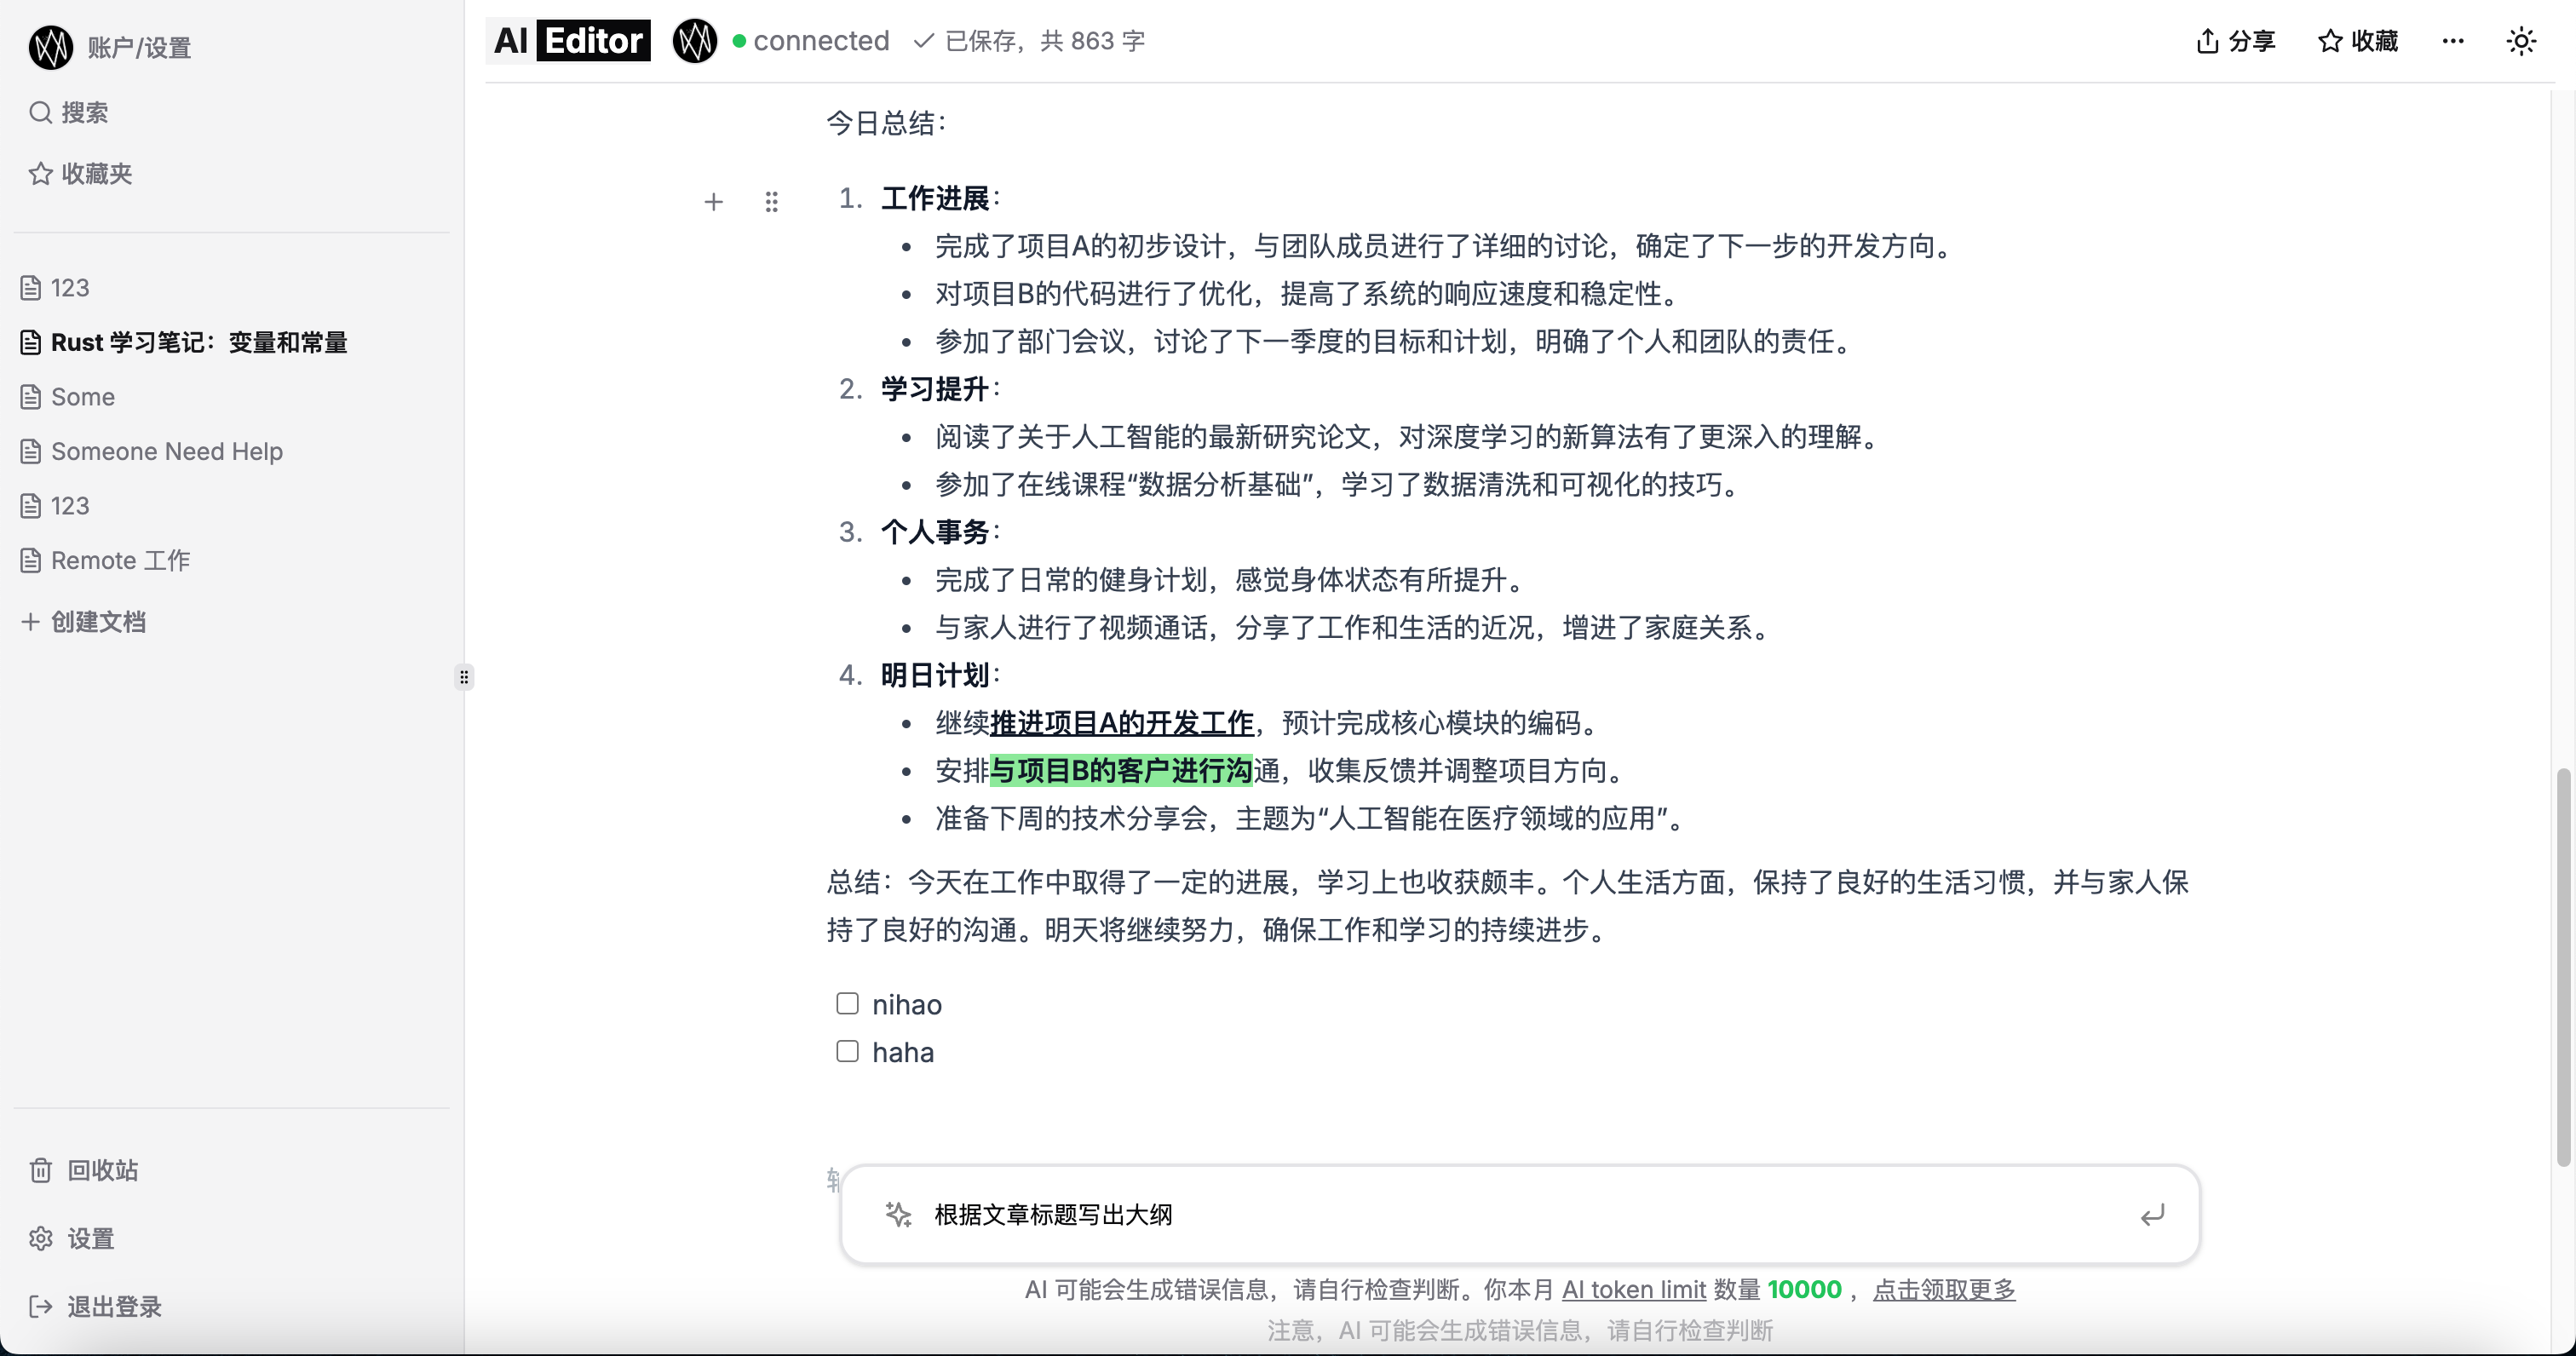 账户/设置
搜索
收藏夹
123
Rust 学习笔记：变量和常量
Some
Someone Need Help
123
Remote 工作
创建文档
回收站
设置
退出登录
AI Editor connected 已保存，共 863 字
分享 收藏
今日总结：
1. 工作进展：
• 完成了项目A的初步设计，与团队成员进行了详细的讨论，确定了下一步的开发方向。
• 对项目B的代码进行了优化，提高了系统的响应速度和稳定性。
• 参加了部门会议，讨论了下一季度的目标和计划，明确了个人和团队的责任。
2. 学习提升：
• 阅读了关于人工智能的最新研究论文，对深度学习的新算法有了更深入的理解。
• 参加了在线课程“数据分析基础”，学习了数据清洗和可视化的技巧。
3. 个人事务：
• 完成了日常的健身计划，感觉身体状态有所提升。
• 与家人进行了视频通话，分享了工作和生活的近况，增进了家庭关系。
4. 明日计划：
• 继续推进项目A的开发工作，预计完成核心模块的编码。
• 安排与项目B的客户进行沟通，收集反馈并调整项目方向。
• 准备下周的技术分享会，主题为“人工智能在医疗领域的应用”。
总结：今天在工作中取得了一定的进展，学习上也收获颇丰。个人生活方面，保持了良好的生活习惯，并与家人保
持了良好的沟通。明天将继续努力，确保工作和学习的持续进步。
nihao
haha
根据文章标题写出大纲
AI 可能会生成错误信息，请自行检查判断。你本月 AI token limit 数量 10000 ，点击领取更多
注意，AI 可能会生成错误信息，请自行检查判断